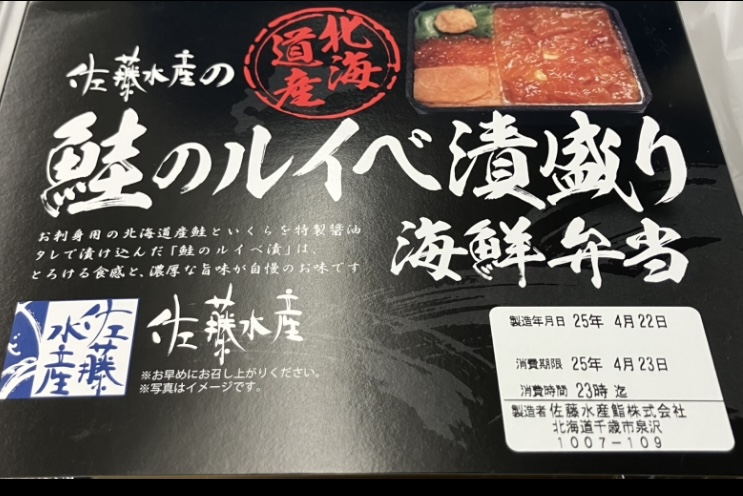 佐藤水産の
北海
道産
鮭のルイベ漬盛り
海鮮弁当
お刺身用の北海道産鮭といくらを特製醤油
タレで漬け込んだ「鮭のルイベ漬」は、
とろける食感と、濃厚な旨味が自慢のお味です
佐藤
水産
佐藤水産
※お早めにお召し上がりください。
※写真はイメージです。
製造年月日 25年 4月22日
消費期限 25年 4月23日
消費時間 23時 迄
製造者 佐藤水産鮨株式会社
北海道千歳市泉沢
1007-109